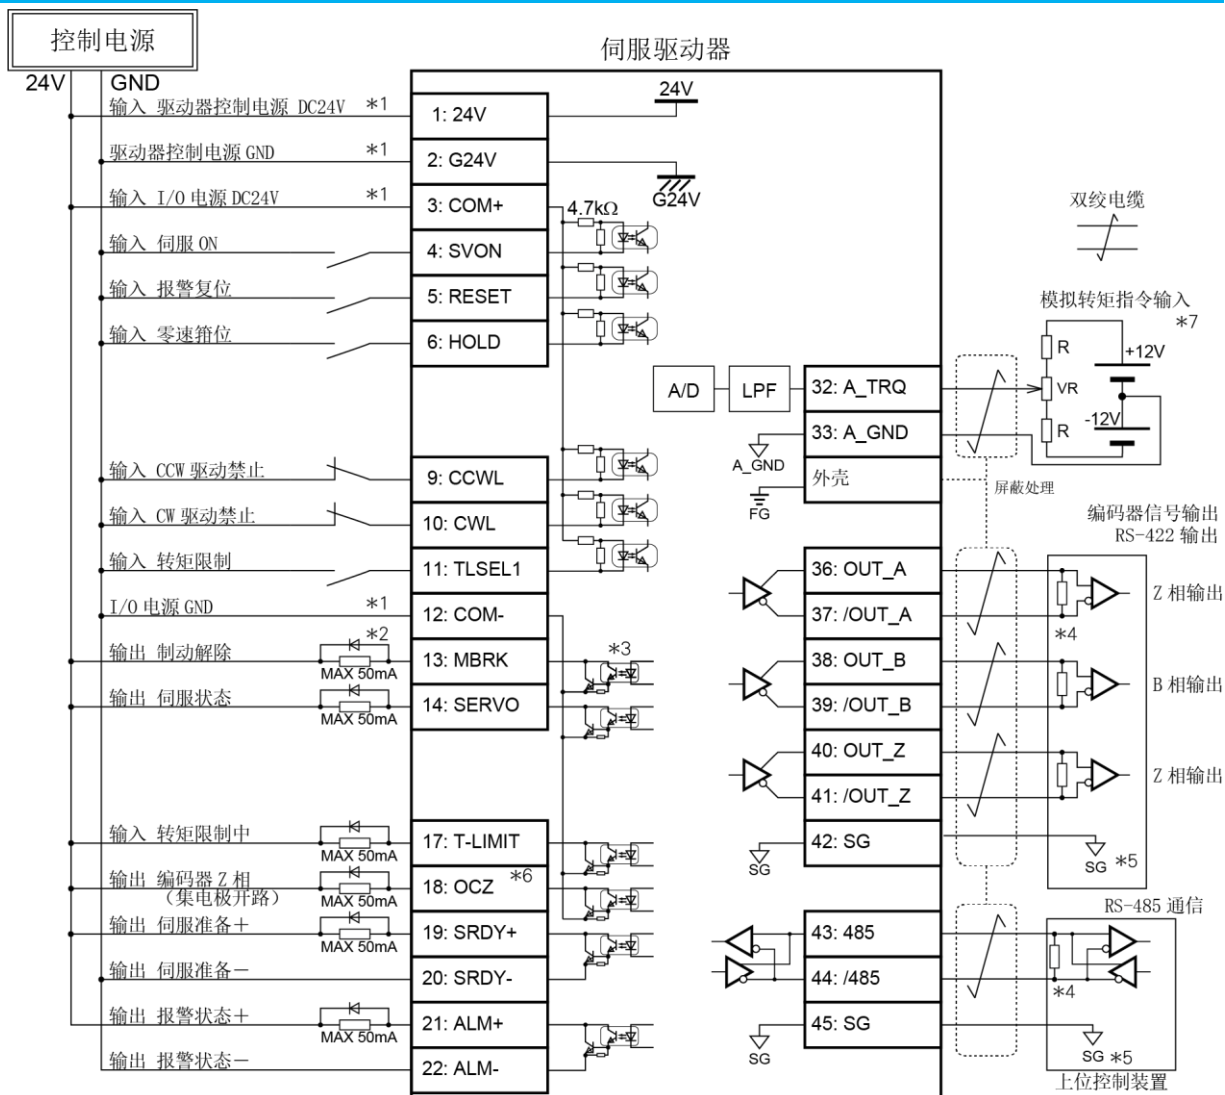 控制电源
伺服驱动器
24V GND
24V
输入 驱动器控制电源 DC24V *1
1: 24V
驱动器控制电源 GND *1
2: G24V
G24V
输入 I/O 电源 DC24V *1
3: COM+
4.7kΩ
输入 伺服 ON
4: SVON
输入 报警复位
5: RESET
输入 零速箝位
6: HOLD
双绞电缆
模拟转矩指令输入
*7
R
+12V
VR
-12V
R
A/D
LPF
32: A_TRQ
33: A_GND
A_GND
外壳
FG
屏蔽处理
输入 CCW 驱动禁止
9: CCWL
输入 CW 驱动禁止
10: CWL
输入 转矩限制
11: TLSEL1
I/O 电源 GND *1
12: COM-
输出 制动解除
*2
MAX 50mA
13: MBRK
*3
输出 伺服状态
MAX 50mA
14: SERVO
编码器信号输出
RS-422 输出
36: OUT_A
37: /OUT_A
*4
Z 相输出
38: OUT_B
39: /OUT_B
B 相输出
40: OUT_Z
41: /OUT_Z
Z 相输出
42: SG
SG
SG *5
输入 转矩限制中
MAX 50mA
17: T-LIMIT
输出 编码器 Z 相
(集电极开路)
MAX 50mA
18: OCZ *6
输出 伺服准备+
MAX 50mA
19: SRDY+
输出 伺服准备-
20: SRDY-
输出 报警状态+
MAX 50mA
21: ALM+
输出 报警状态-
22: ALM-
RS-485 通信
43: 485
44: /485
*4
45: SG
SG
SG *5
上位控制装置